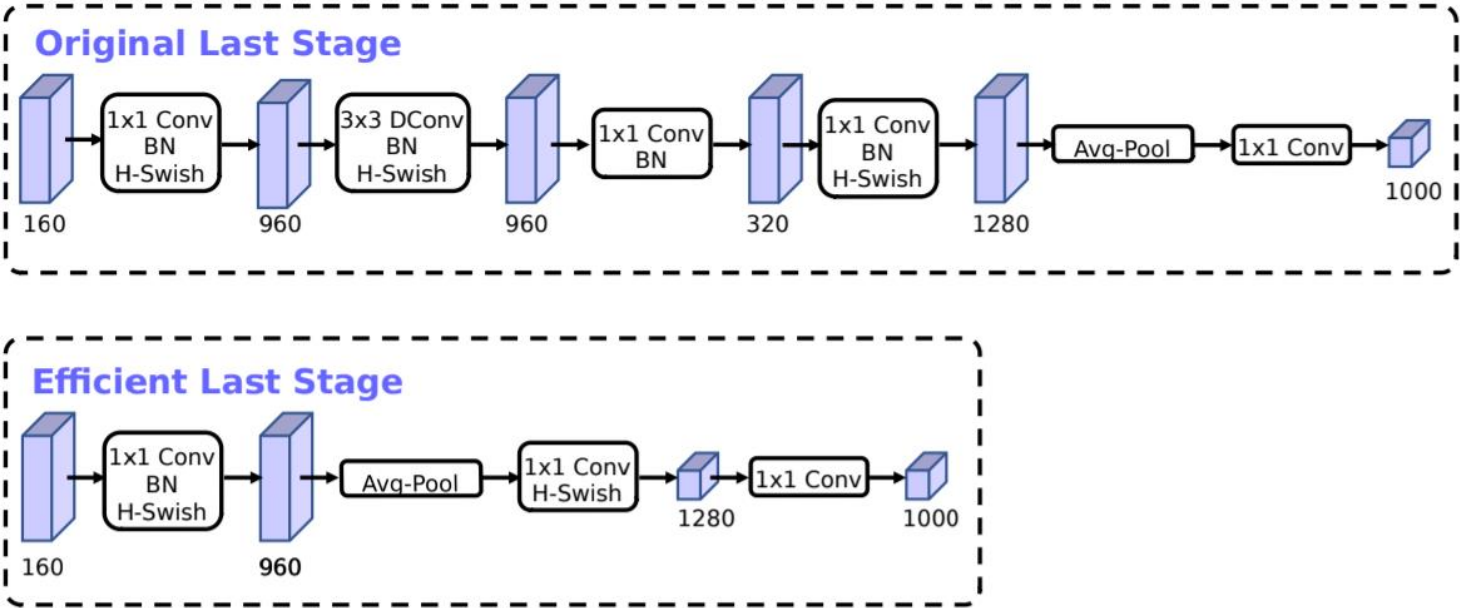 Original Last Stage
1x1 Conv
BN
H-Swish
3x3 DConv
BN
H-Swish
1x1 Conv
BN
1x1 Conv
BN
H-Swish
Avg-Pool
1x1 Conv
160
960
960
320
1280
1000
Efficient Last Stage
1x1 Conv
BN
H-Swish
Avg-Pool
1x1 Conv
H-Swish
1x1 Conv
160
960
1280
1000